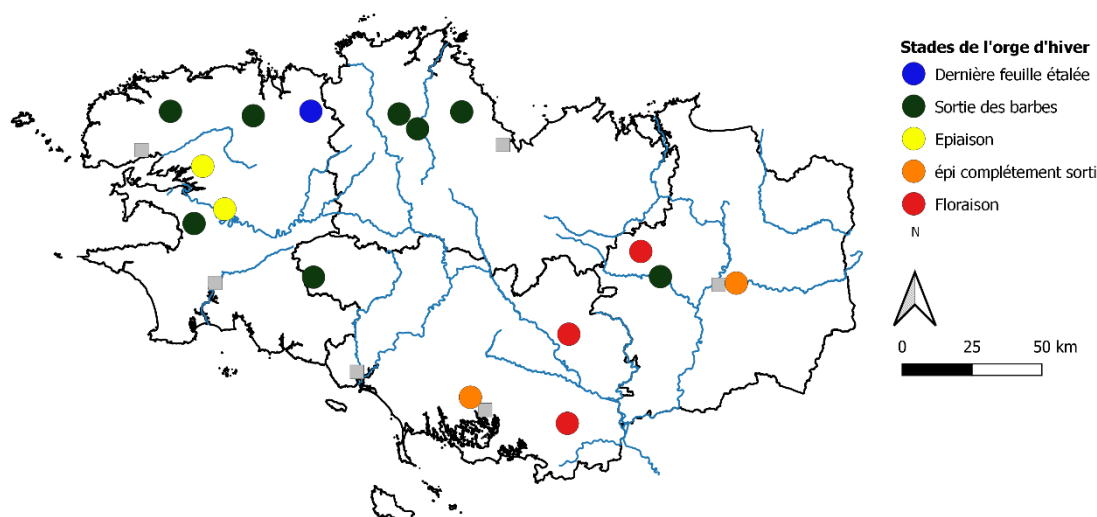 Stades de l'orge d'hiver
Dernière feuille étalée
Sortie des barbes
Epiaison
épi complétement sorti
Floraison
N
0 25 50 km